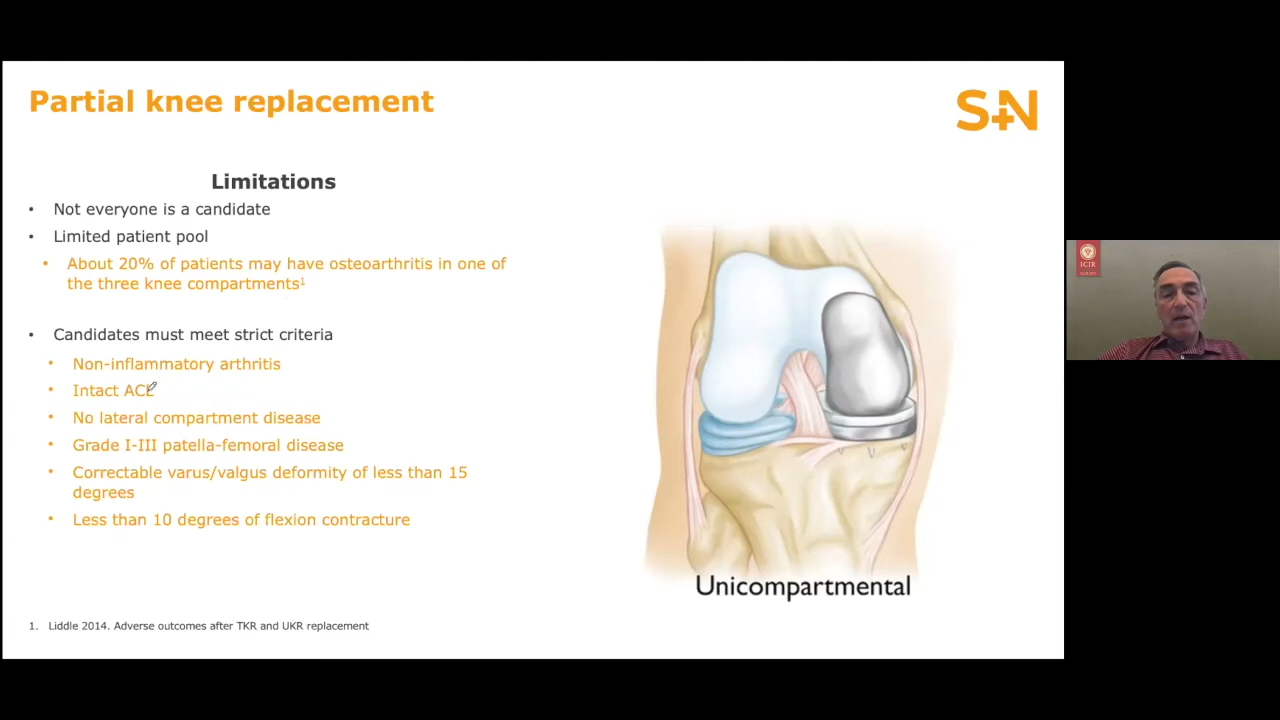 Partial knee replacement
S+N
Limitations
• Not everyone is a candidate
• Limited patient pool
• About 20% of patients may have osteoarthritis in one of
the three knee compartments¹
• Candidates must meet strict criteria
• Non-inflammatory arthritis
• Intact ACL
• No lateral compartment disease
• Grade I-III patella-femoral disease
• Correctable varus/valgus deformity of less than 15
degrees
• Less than 10 degrees of flexion contracture
Unicompartmental
1. Liddle 2014. Adverse outcomes after TKR and UKR replacement
ICJR